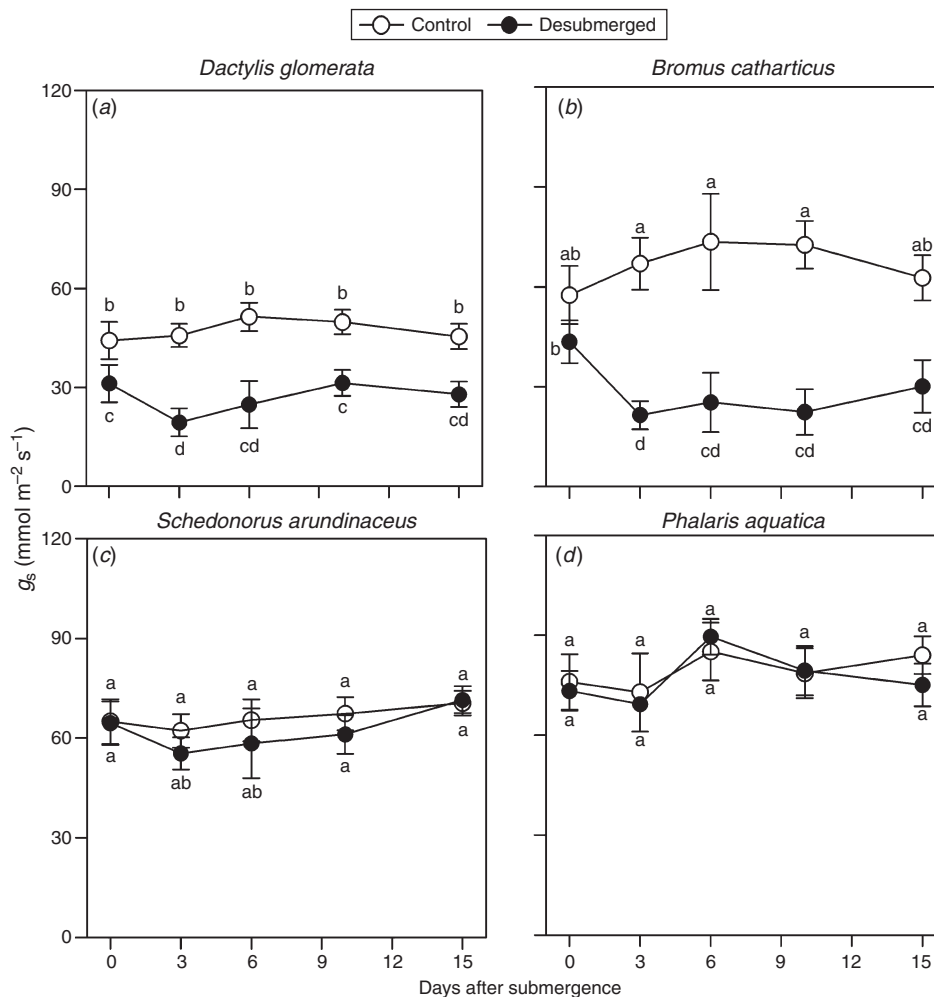 Control Desubmerged
Dactylis glomerata
Bromus catharticus
120
90
60
30
0
(a)
b b b b b
c d cd c cd
(b)
ab a a a ab
b d cd cd cd
gs (mmol m⁻² s⁻¹)
Schedonorus arundinaceus
Phalaris aquatica
120
90
60
30
0
(c)
a a a a a
a ab ab a a
(d)
a a a a a
a a a a
0 3 6 9 12 15
0 3 6 9 12 15
Days after submergence